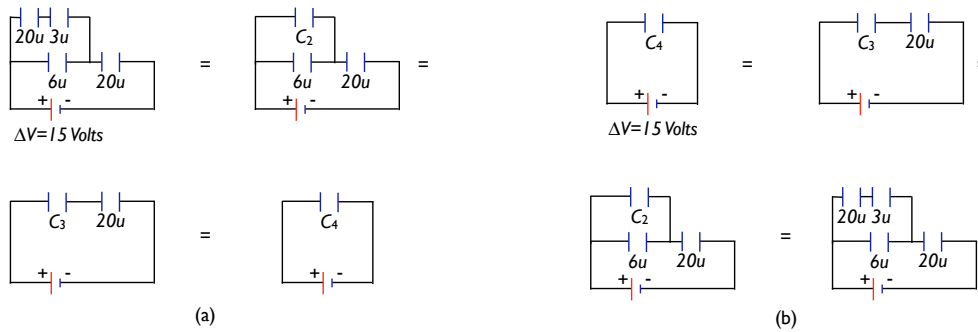 20u 3u
6u 20u
+ -
ΔV=15 Volts
=
C₂
6u 20u
+ -
=
C₃ 20u
+ -
=
C₄
+ -
(a)
C₄
+ -
ΔV=15 Volts
=
C₃ 20u
+ -
=
C₂
6u 20u
+ -
=
20u 3u
6u 20u
+ -
(b)